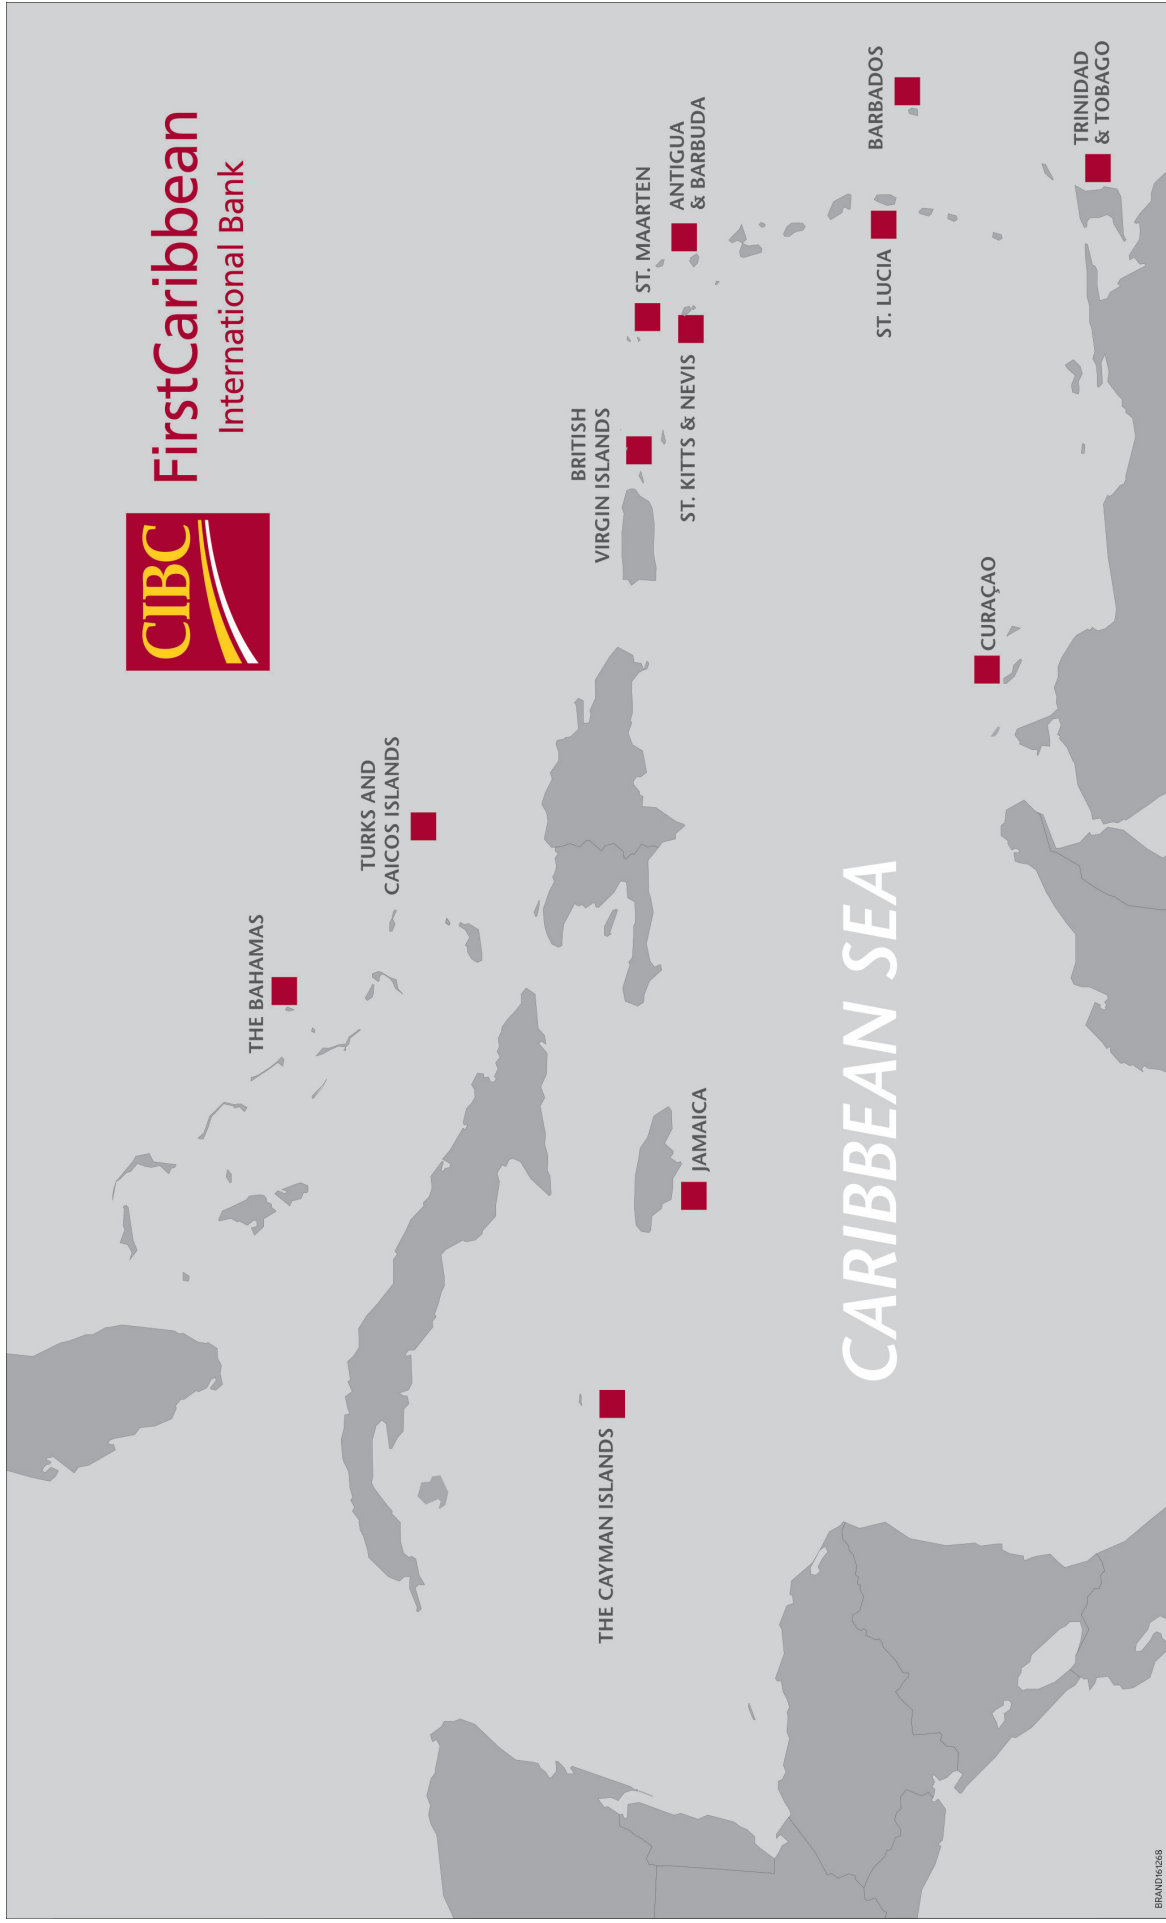 CIBC
FirstCaribbean
International Bank
THE BAHAMAS
TURKS AND
CAICOS ISLANDS
BRITISH
VIRGIN ISLANDS
ST. MAARTEN
ANTIGUA
& BARBUDA
ST. KITTS & NEVIS
THE CAYMAN ISLANDS
JAMAICA
BARBADOS
ST. LUCIA
CARIBBEAN SEA
CURAÇAO
TRINIDAD
& TOBAGO
BRAND161268